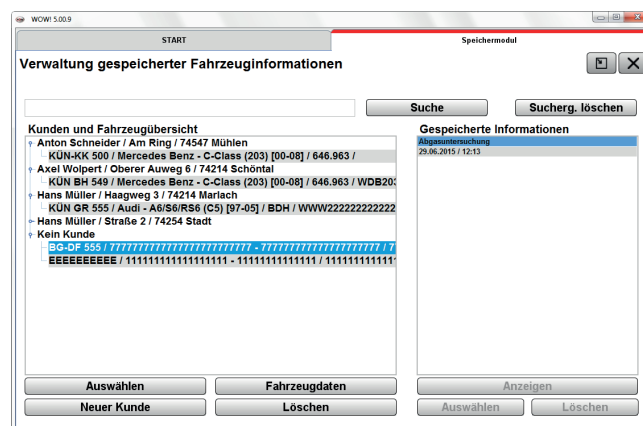 WOW! 5.00.9
START
Speichermodul
Verwaltung gespeicherter Fahrzeuginformationen
Suche
Sucherg. löschen
Kunden und Fahrzeugübersicht
Gespeicherte Informationen
Anton Schneider / Am Ring / 74547 Mühlen
KÜN-KK 500 / Mercedes Benz - C-Class (203) [00-08] / 646.963 /
Axel Wolpert / Oberer Auweg 6 / 74214 Schöntal
KÜN BH 549 / Mercedes Benz - C-Class (203) [00-08] / 646.963 / WDB203
Hans Müller / Haagweg 3 / 74214 Marlach
KÜN GR 555 / Audi - A6/S6/RS6 (C5) [97-05] / BDH / WWW222222222222
Hans Müller / Straße 2 / 74254 Stadt
Kein Kunde
BG-DF 555 / 77777777777777777777777 - 77777777777777777777 / 7
EEEEEEEEEE / 111111111111111111 - 11111111111111 / 111111111111
Abgasuntersuchung
29.06.2015 / 12:13
Auswählen
Fahrzeugdaten
Anzeigen
Neuer Kunde
Löschen
Auswählen
Löschen